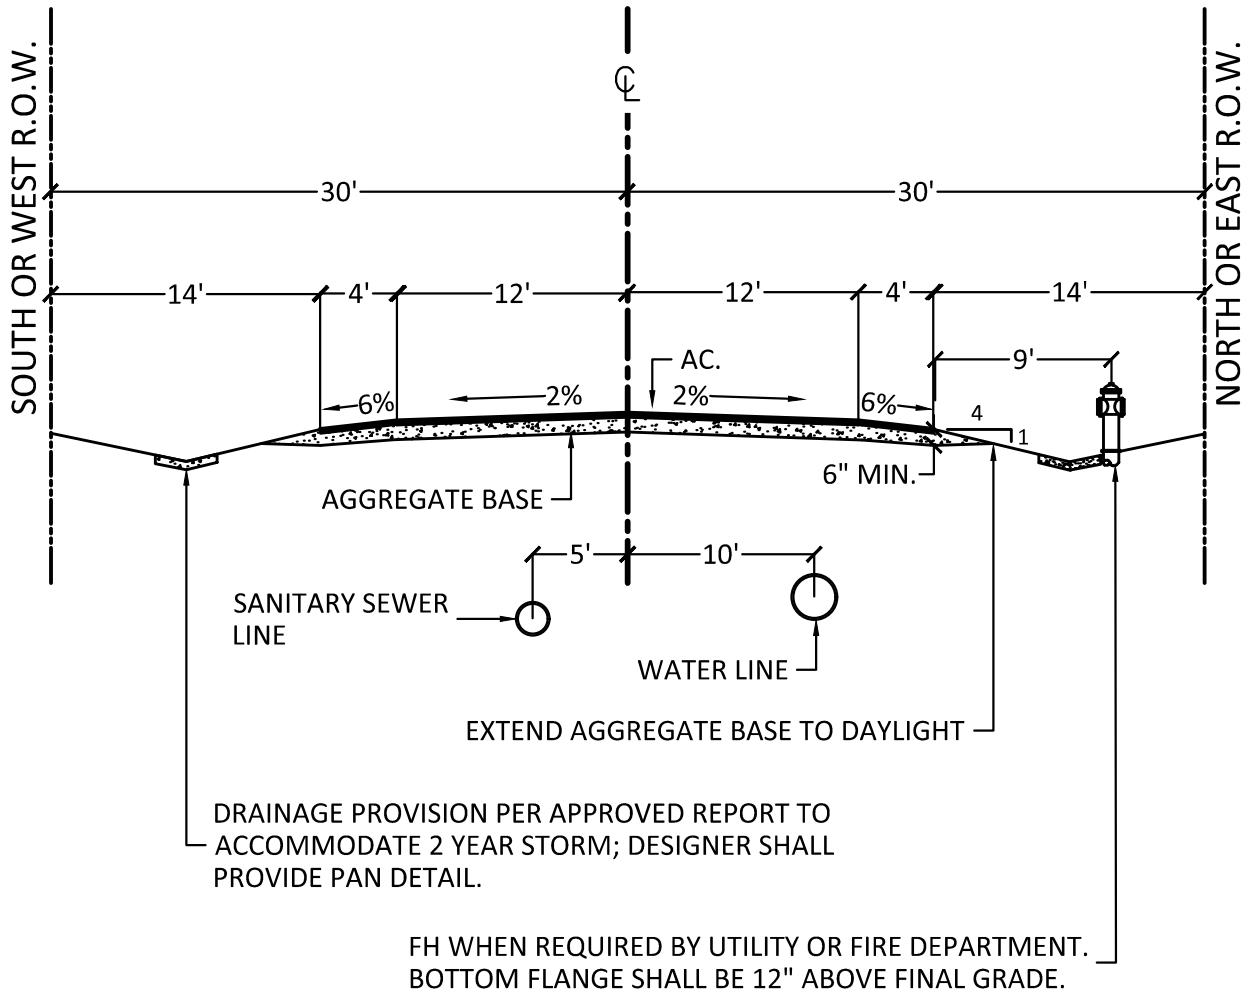 SOUTH OR WEST R.O.W.
NORTH OR EAST R.O.W.
℄
30'
30'
14'
4'
12'
12'
4'
14'
AC.
9'
6%
2%
2%
6%
4
1
6" MIN.
AGGREGATE BASE
5'
10'
SANITARY SEWER
LINE
WATER LINE
EXTEND AGGREGATE BASE TO DAYLIGHT
DRAINAGE PROVISION PER APPROVED REPORT TO
ACCOMMODATE 2 YEAR STORM; DESIGNER SHALL
PROVIDE PAN DETAIL.
FH WHEN REQUIRED BY UTILITY OR FIRE DEPARTMENT.
BOTTOM FLANGE SHALL BE 12" ABOVE FINAL GRADE.